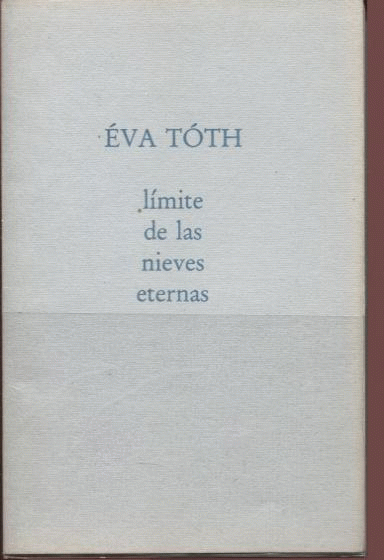 ÉVA TÓTH
límite
de las
nieves
eternas